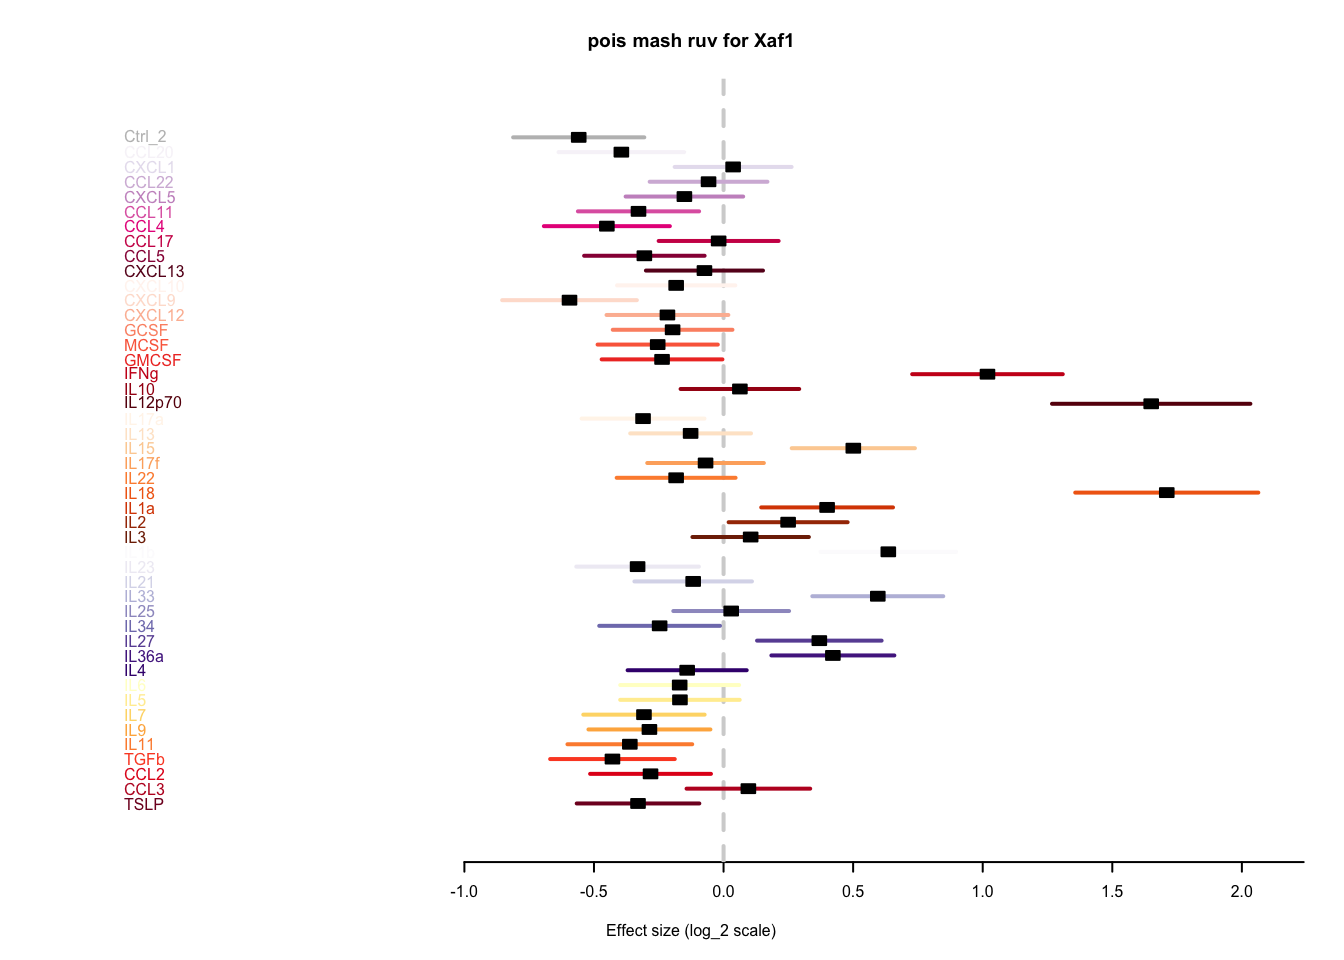 pois mash ruv for Xaf1
Ctrl_2
CCL20
CXCL1
CCL22
CXCL5
CCL11
CCL4
CCL17
CCL5
CXCL13
CXCL10
CXCL9
CXCL12
GCSF
MCSF
GMCSF
IFNg
IL10
IL12p70
IL17a
IL13
IL15
IL17f
IL22
IL18
IL1a
IL2
IL3
IL23
IL21
IL33
IL25
IL34
IL27
IL36a
IL4
IL6
IL5
IL7
IL9
IL11
TGFb
CCL2
CCL3
TSLP
-1.0 -0.5 0.0 0.5 1.0 1.5 2.0
Effect size (log_2 scale)